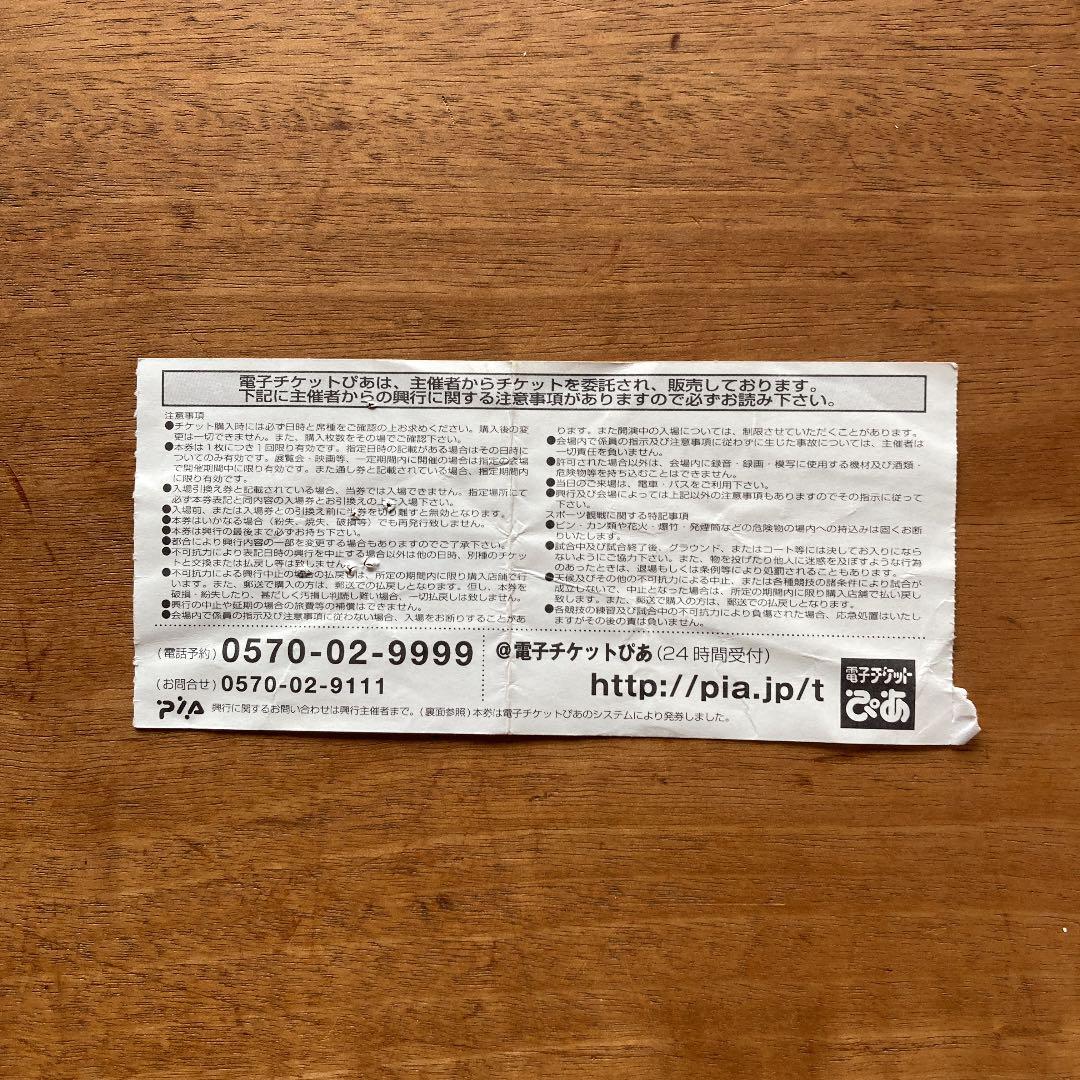 電子チケットぴあは、主催者からチケットを委託され、販売しております。
下記に主催者からの興行に関する注意事項がありますので必ずお読み下さい。
注意事項
●チケット購入時には必ず日時と席種をご確認の上お求めください。購入後の変
更は一切できません。また、購入枚数をその場でご確認下さい。
●本券は1枚につき1回限り有効です。指定日時の記載がある場合はその日時に
ついてのみ有効です。展覧会・映画等、一定期間内に開催の場合は指定の会場
で開催期間中に限り有効です。また通し券と記載されている場合、指定期間内
に限り有効です。
●入場引換え券と記載されている場合、当券では入場できません。指定場所にて
必ず本券表記と同内容の入場券とお引換えの上ご入場下さい。
●入場前、または入場券との引換え前に半券を切り離すと無効となります。
●本券はいかなる場合（紛失、焼失、破損等）でも再発行致しません。
●本券は興行の最後まで必ずお持ち下さい。
●都合により興行内容の一部を変更する場合もありますのでご了承下さい。
●不可抗力により表記日時の興行を中止する場合以外は他の日時、別種のチケッ
トと交換または払戻し等は致しません。
●不可抗力による興行中止の場合の払戻しは、所定の期間内に限り購入店舗で行
います。また、郵送で購入の方は、郵送での払戻しとなります。但し、本券を
破損・紛失したり、甚だしく汚損し判読し難い場合、一切払戻しは致しません。
●興行の中止や延期の場合の旅費等の補償はできません。
●会場内で係員の指示及び注意事項に従わない場合、入場をお断りすることがあ
ります。また開演中の入場については、制限させていただくことがあります。
●会場内で係員の指示及び注意事項に従わずに生じた事故については、主催者は
一切責任を負いません。
●許可された場合以外は、会場内に録音・録画・模写に使用する機材及び酒類・
危険物等を持ち込むことはできません。
●当日のご来場は、電車・バスをご利用下さい。
●興行及び会場によっては上記以外の注意事項もありますのでその指示に従って
下さい。
スポーツ観戦に関する特記事項
●ビン・カン類や花火・爆竹・発煙筒などの危険物の場内への持込みは固くお断
りいたします。
●試合中及び試合終了後、グラウンド、またはコート等には決してお入りになら
ないようにご協力下さい。また、物を投げたり他人に迷惑を及ぼすような行為
のあったときは、退場もしくは条例等により処罰されることもあります。
●天候及びその他の不可抗力による中止、または各種競技の諸条件により試合が
成立しないで、中止となった場合は、所定の期間内に限り購入店舗で払い戻し
致します。また、郵送で購入の方は、郵送での払戻しとなります。
●各競技の練習及び試合中の不可抗力により負傷された場合、応急処置はいたし
ますがその後の責は負いません。
(電話予約) 0570-02-9999
(お問合せ) 0570-02-9111
@電子チケットぴあ(24時間受付)
http://pia.jp/t
電子チケット
ぴあ
PIA 興行に関するお問い合わせは興行主催者まで。(裏面参照)本券は電子チケットぴあのシステムにより発券しました。